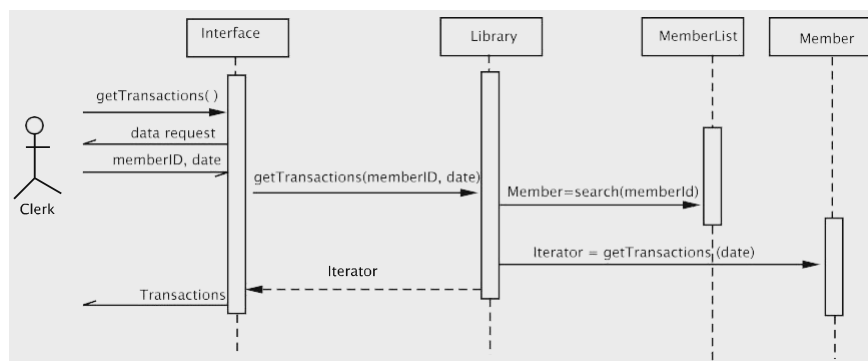 Interface
Library
MemberList
Member
getTransactions( )
data request
memberID, date
getTransactions(memberID, date)
Member=search(memberId)
Clerk
Iterator = getTransactions (date)
Iterator
Transactions